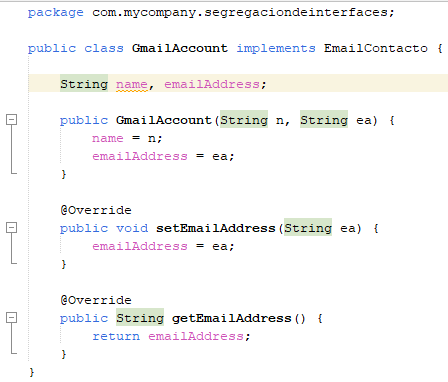 package com.mycompany.segregaciondeinterfaces;
public class GmailAccount implements EmailContacto {
String name, emailAddress;
public GmailAccount(String n, String ea) {
name = n;
emailAddress = ea;
}
@Override
public void setEmailAddress(String ea) {
emailAddress = ea;
}
@Override
public String getEmailAddress() {
return emailAddress;
}
}